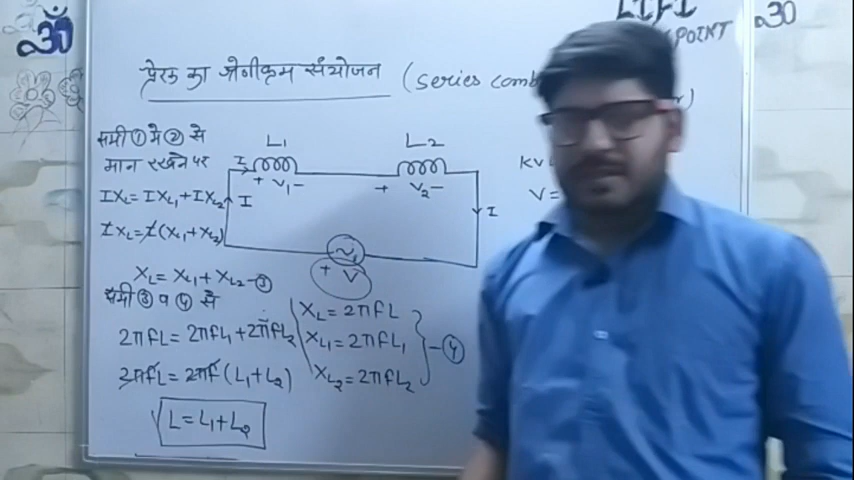 ॐ
POINT
ॐ
प्रेरक का श्रेणीक्रम संयोजन (series comb
समी ① मे ② से
मान रखने पर
IXL = IXL1 + IXL2
IXL = I(XL1 + XL2)
XL = XL1 + XL2 - ③
समी ③ व ④ से
2πfL = 2πfL1 + 2πfL2
2πfL = 2πf (L1 + L2)
L = L1 + L2
L1
L2
I
+ V1 -
+ V2 -
I
I
+ V
XL = 2πfL
XL1 = 2πfL1
XL2 = 2πfL2
- ④
V =